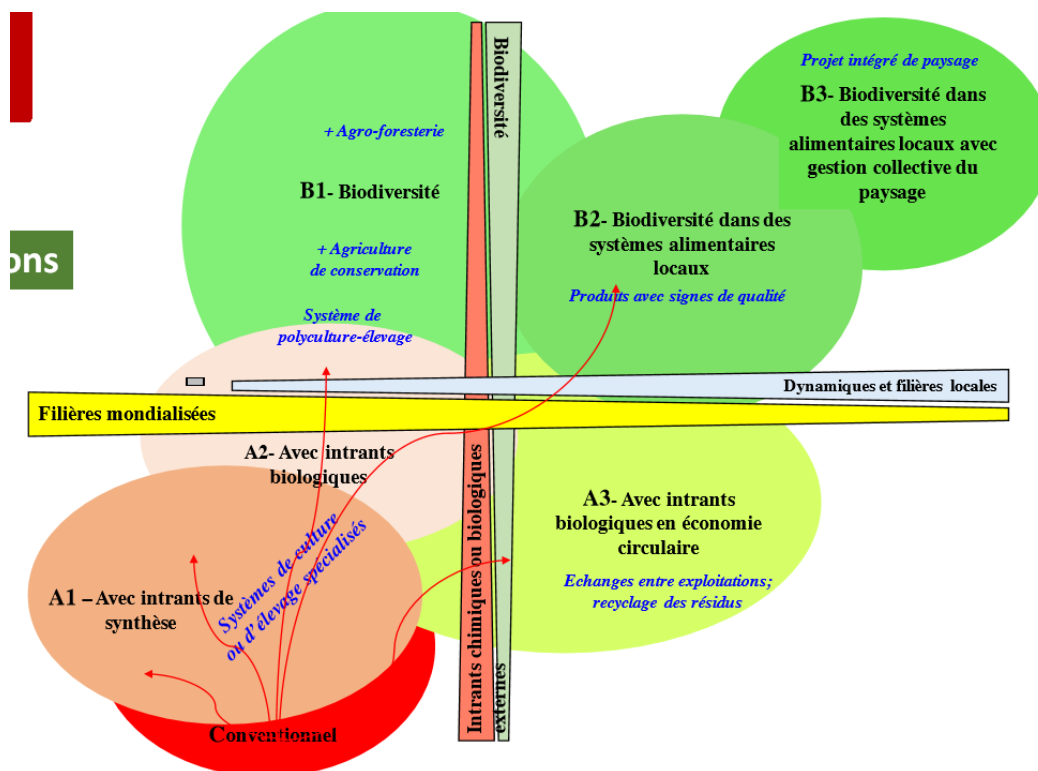 Biodiversité
Projet intégré de paysage
B3- Biodiversité dans
des systèmes
alimentaires locaux avec
gestion collective du
paysage
+ Agro-foresterie
B1- Biodiversité
B2- Biodiversité dans des
systèmes alimentaires
locaux
Produits avec signes de qualité
ons
+ Agriculture
de conservation
Système de
polyculture-élevage
Dynamiques et filières locales
Filières mondialisées
A2- Avec intrants
biologiques
Intrants chimiques ou biologiques
externes
A3- Avec intrants
biologiques en économie
circulaire
Echanges entre exploitations;
recyclage des résidus
Systèmes de culture
ou d'élevage spécialisés
A1 – Avec intrants de
synthèse
Conventionnel